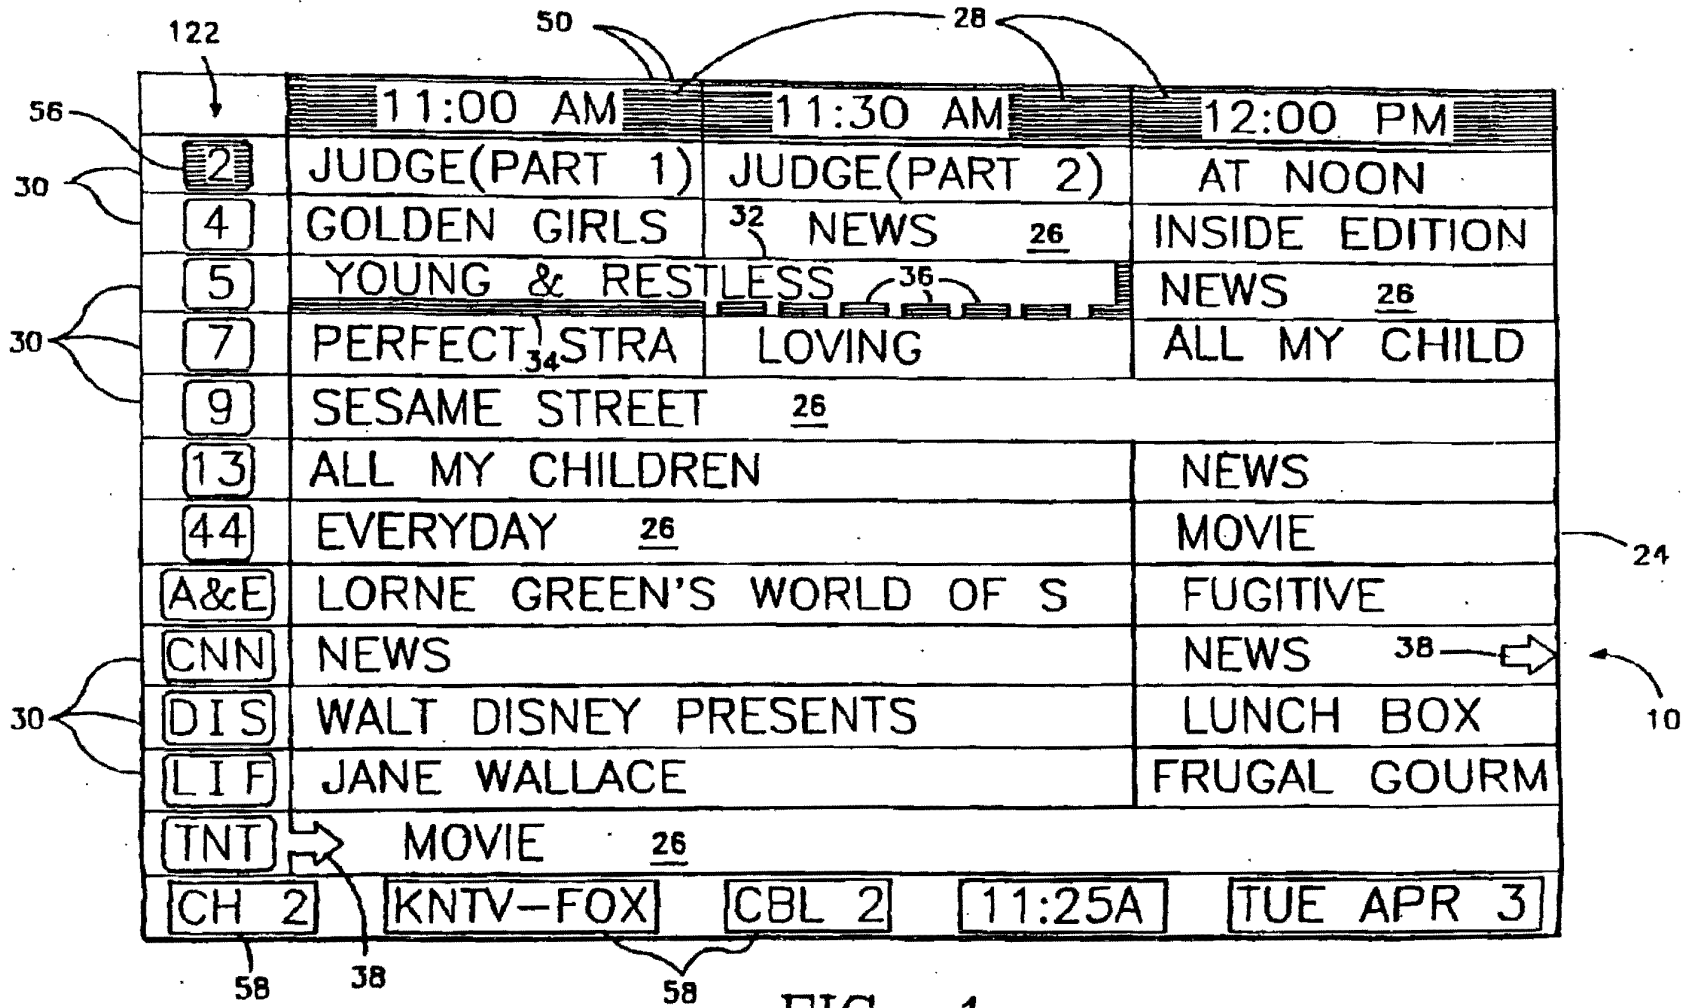 50 28
122
11:00 AM 11:30 AM 12:00 PM
56
2 JUDGE(PART 1) JUDGE(PART 2) AT NOON
30
4 GOLDEN GIRLS 32 NEWS 26 INSIDE EDITION
5 YOUNG & RESTLESS 36 NEWS 26
30 7 PERFECT STRA 34 LOVING ALL MY CHILD
9 SESAME STREET 26
13 ALL MY CHILDREN NEWS
44 EVERYDAY 26 MOVIE 24
A&E LORNE GREEN'S WORLD OF S FUGITIVE
CNN NEWS NEWS 38
30 DIS WALT DISNEY PRESENTS LUNCH BOX 10
LIF JANE WALLACE FRUGAL GOURM
TNT MOVIE 26
CH 2 KNTV-FOX CBL 2 11:25A TUE APR 3
58 38 58
FIG. 1